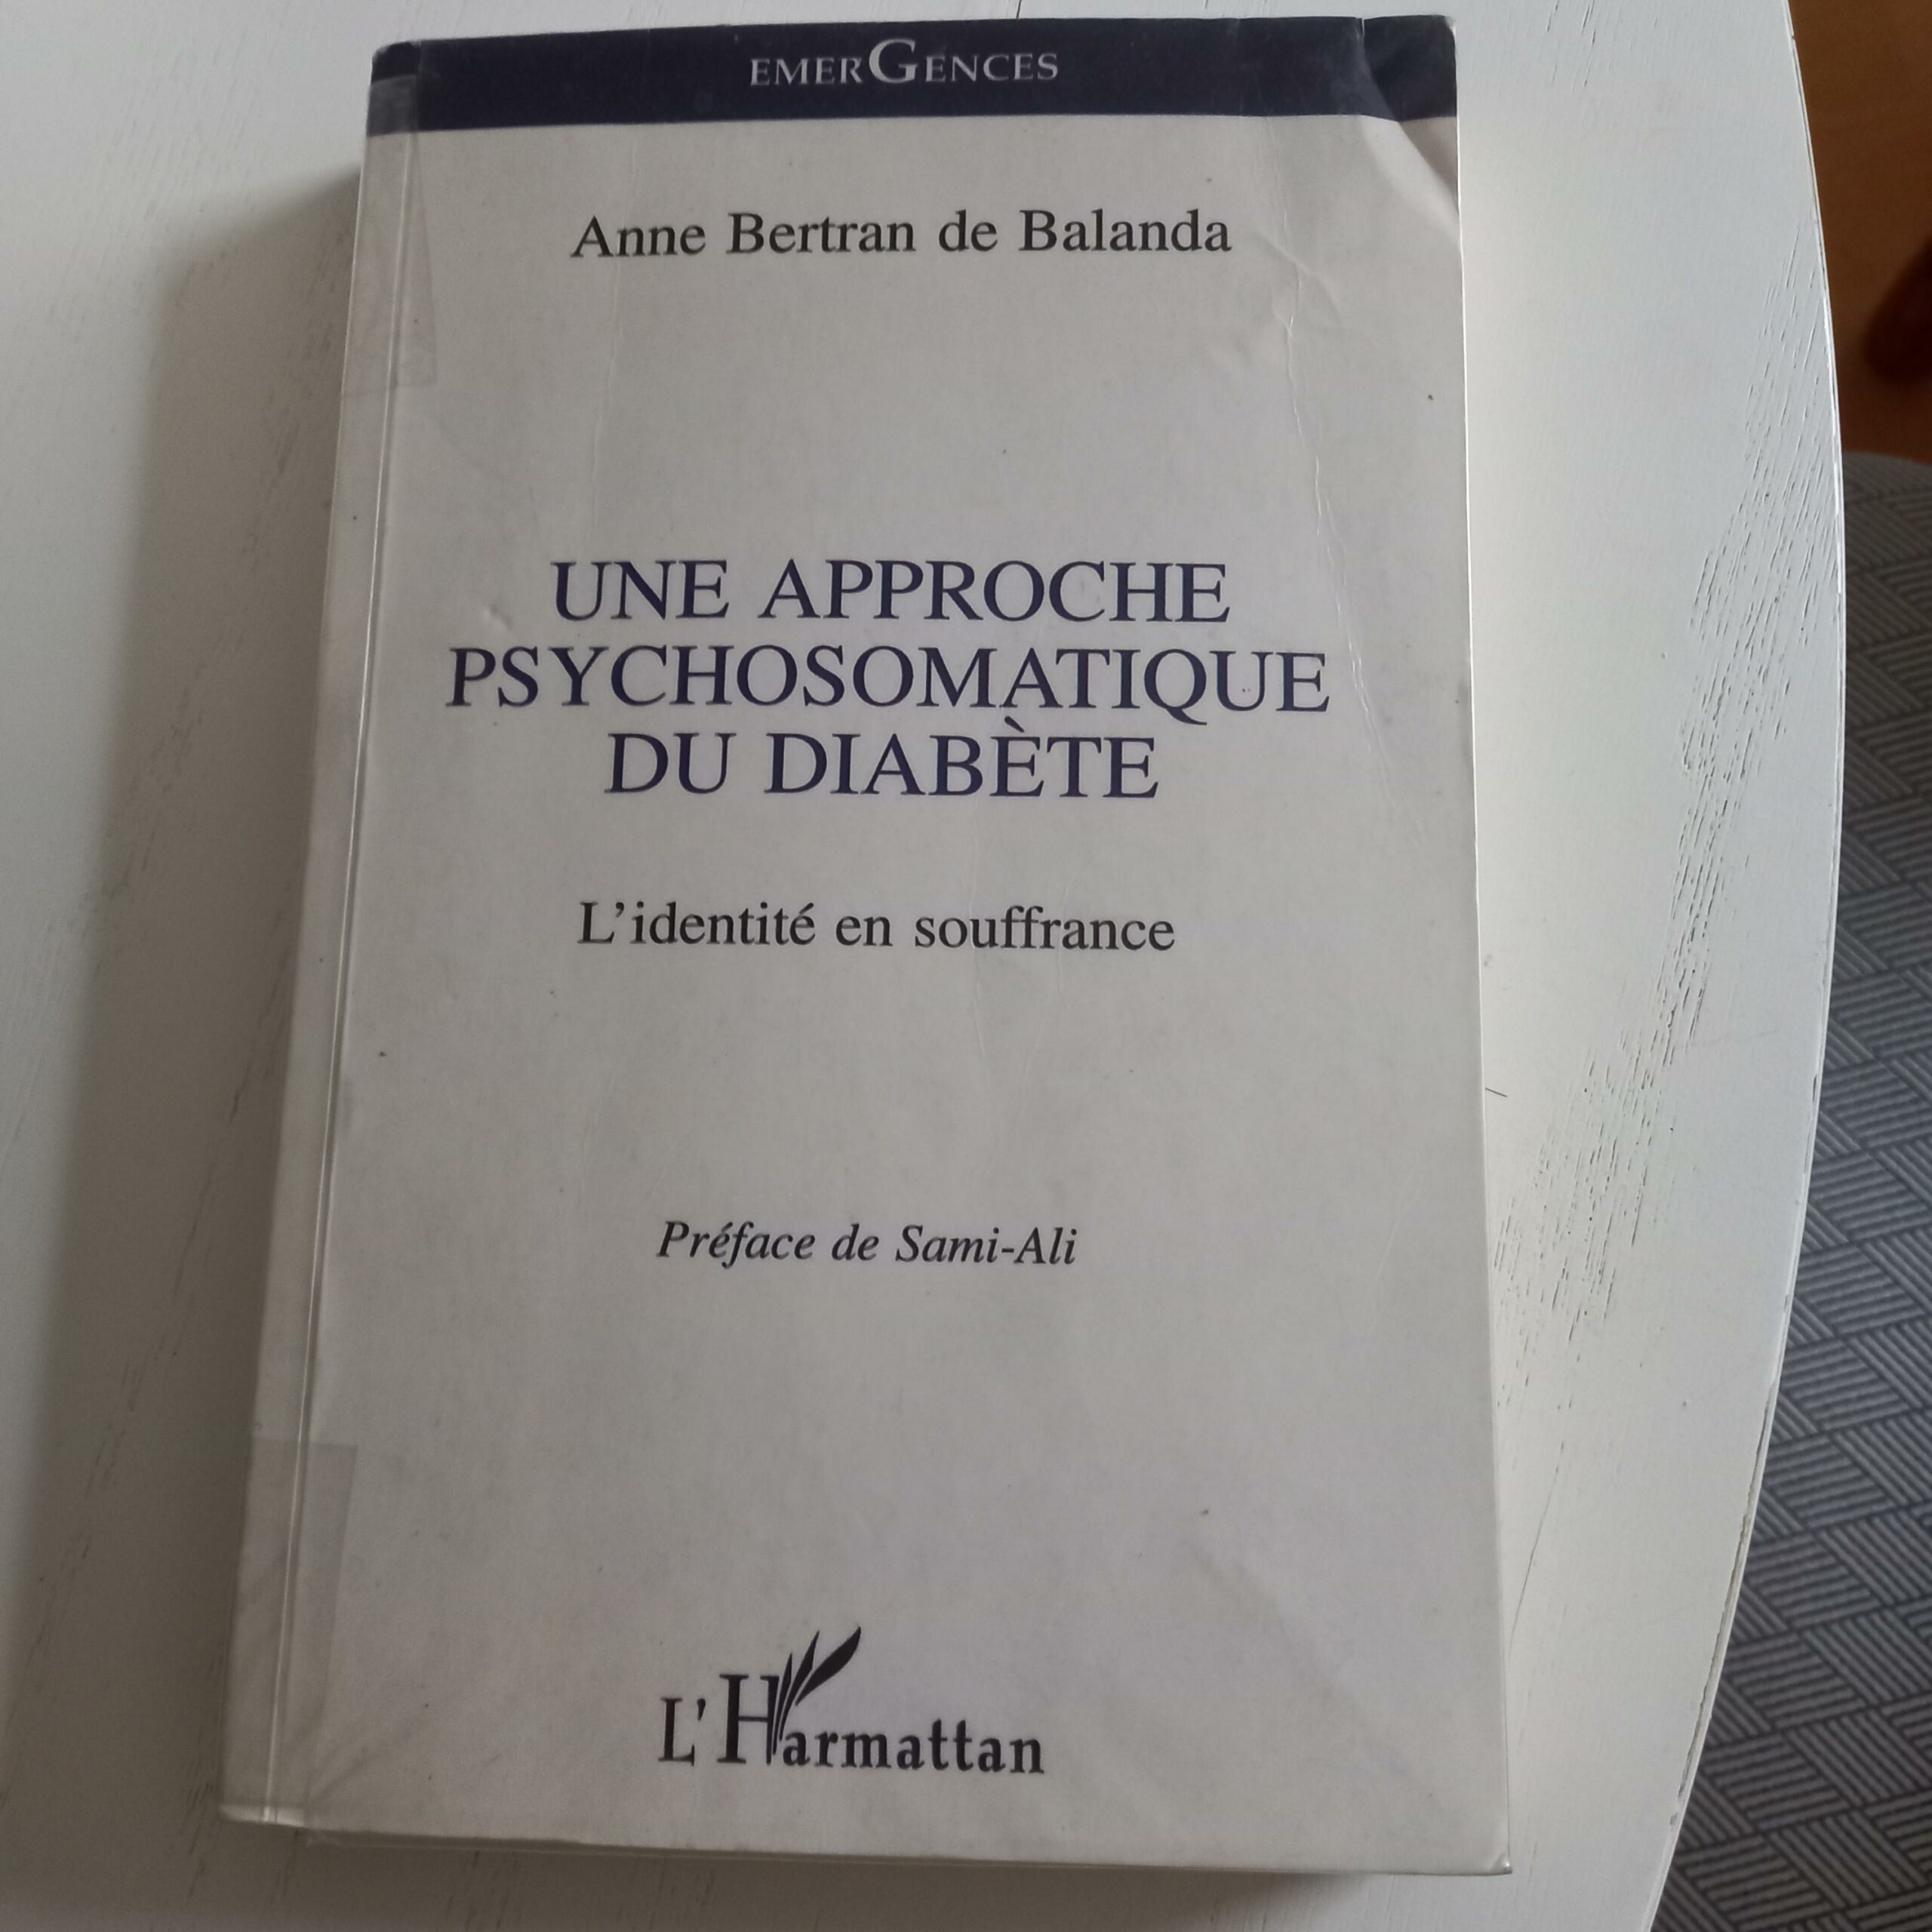 EMERGENCES
Anne Bertran de Balanda
UNE APPROCHE
PSYCHOSOMATIQUE
DU DIABÈTE
L'identité en souffrance
Préface de Sami-Ali
L'Harmattan